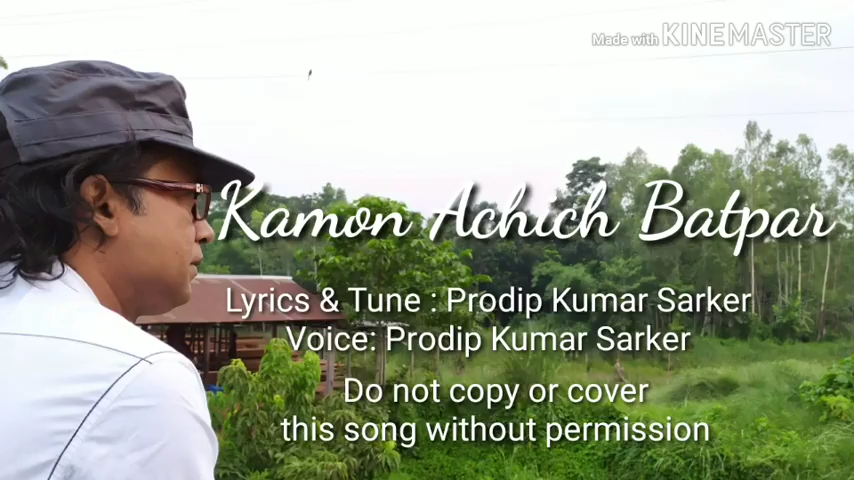 Made with KINEMASTER
Kamon Achich Batpar
Lyrics & Tune : Prodip Kumar Sarker
Voice: Prodip Kumar Sarker
Do not copy or cover
this song without permission